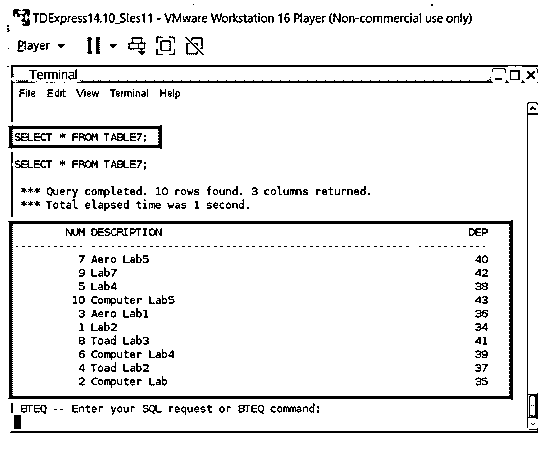 TDExpress14.10_Sles11 - VMware Workstation 16 Player (Non-commercial use only)
Player
Terminal
File Edit View Terminal Help
SELECT * FROM TABLE7;
SELECT * FROM TABLE7;
*** Query completed. 10 rows found. 3 columns returned.
*** Total elapsed time was 1 second.
NUM DESCRIPTION DEP
----------- ---------------------------------------- -----------
7 Aero Lab5 40
9 Lab7 42
5 Lab4 38
10 Computer Lab5 43
3 Aero Lab1 36
1 Lab2 34
8 Toad Lab3 41
6 Computer Lab4 39
4 Toad Lab2 37
2 Computer Lab 35
BTEQ -- Enter your SQL request or BTEQ command: